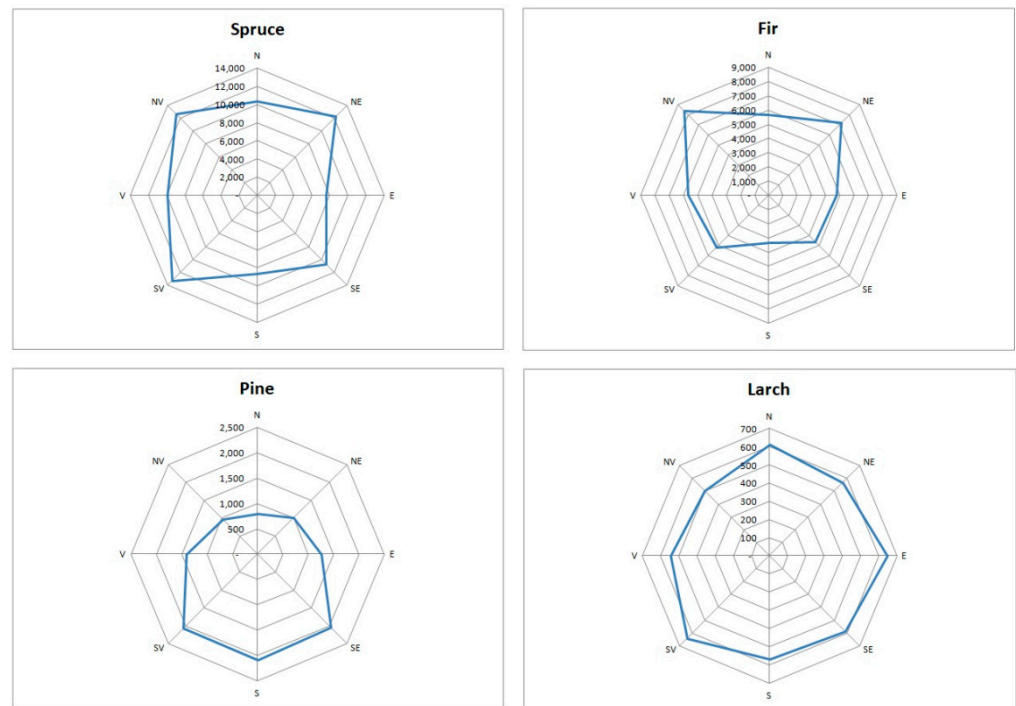 Spruce
N
14,000
12,000
10,000
8,000
6,000
4,000
2,000
-
NE
E
SE
S
SV
V
NV
Fir
N
9,000
8,000
7,000
6,000
5,000
4,000
3,000
2,000
1,000
-
NE
E
SE
S
SV
V
NV
Pine
N
2,500
2,000
1,500
1,000
500
-
NE
E
SE
S
SV
V
NV
Larch
N
700
600
500
400
300
200
100
-
NE
E
SE
S
SV
V
NV